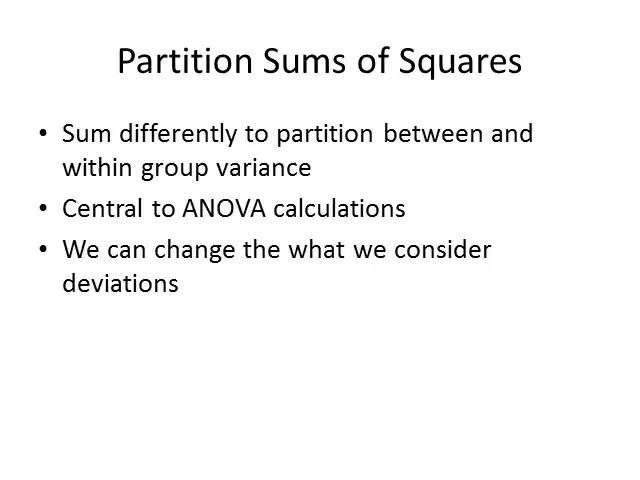 Partition Sums of Squares
• Sum differently to partition between and
within group variance
• Central to ANOVA calculations
• We can change the what we consider
deviations